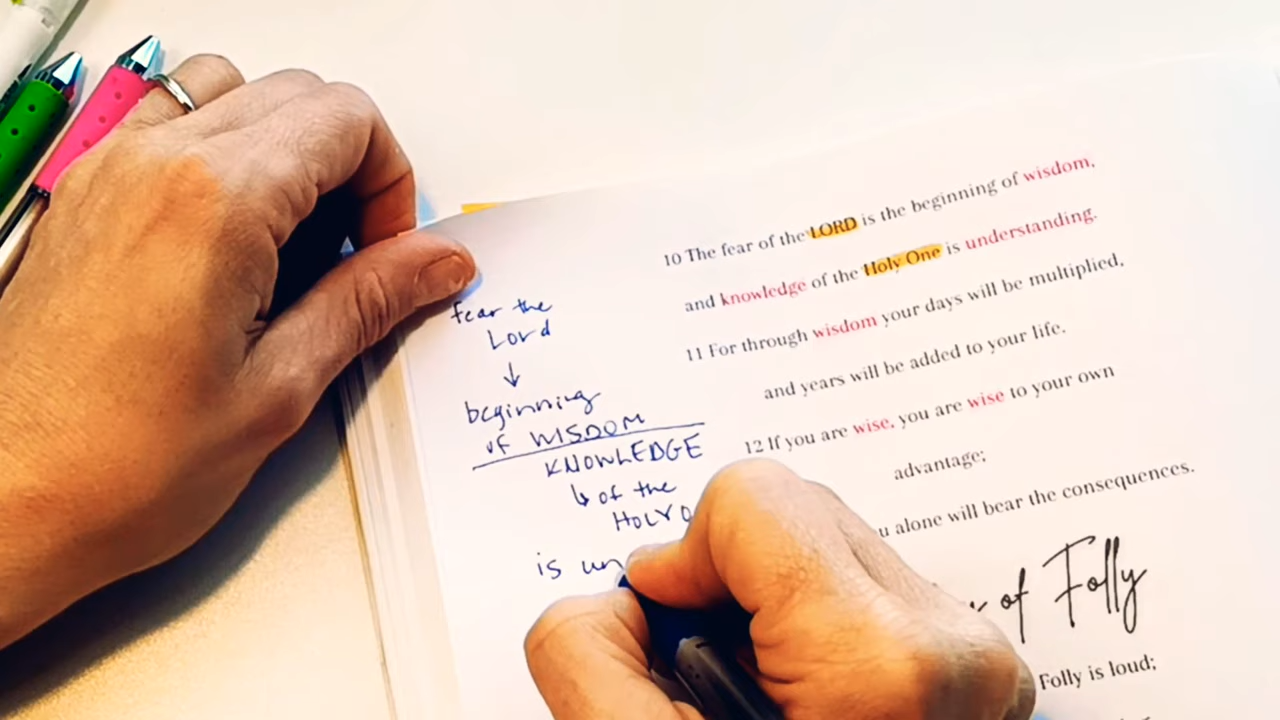 10 The fear of the LORD is the beginning of wisdom,
and knowledge of the Holy One is understanding.
11 For through wisdom your days will be multiplied,
and years will be added to your life.
12 If you are wise, you are wise to your own
advantage;
alone will bear the consequences.
of Folly
Folly is loud;
fear the
Lord
↓
beginning
of WISDOM
KNOWLEDGE
↳ of the
HOLY O
is un